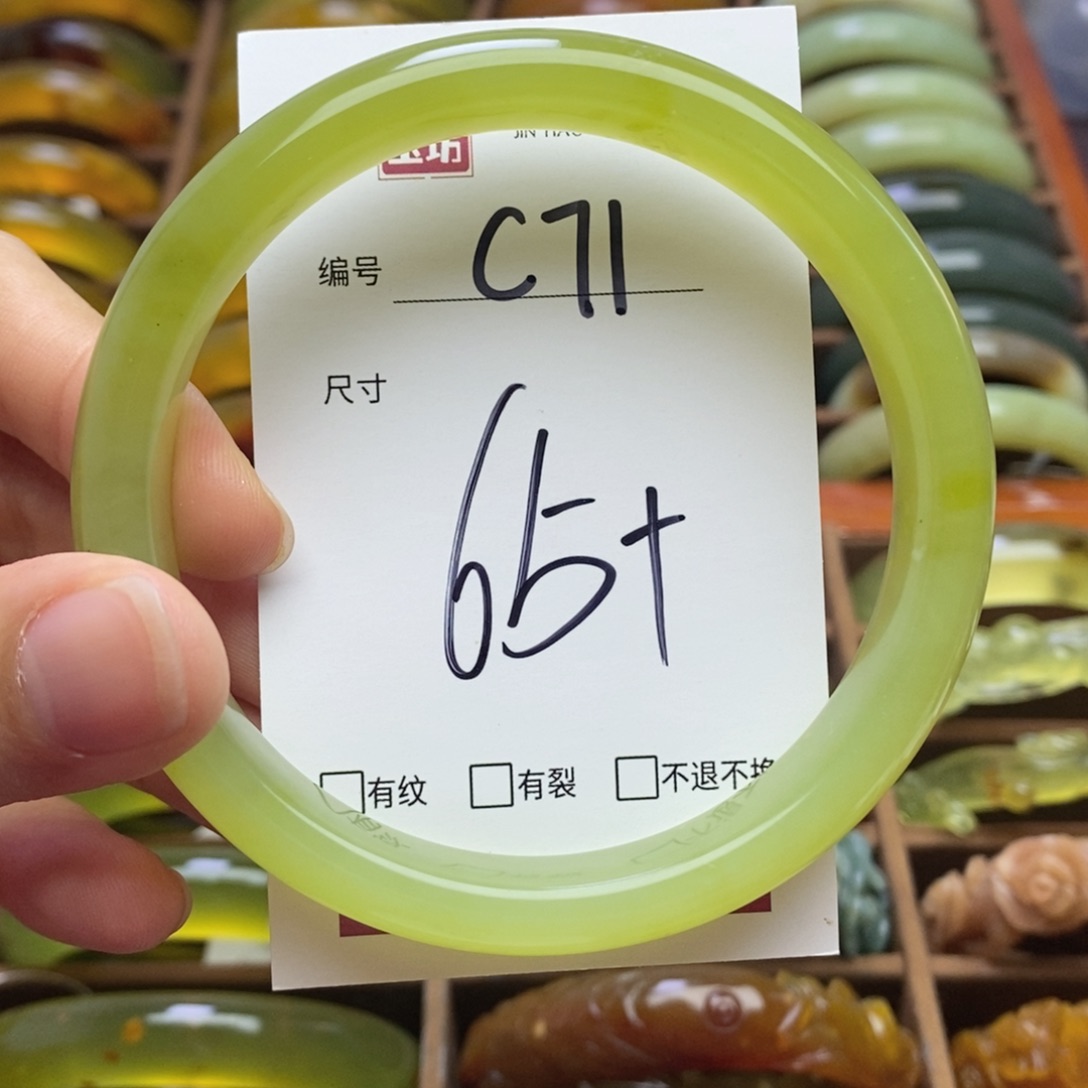 编号 C71
尺寸
65+
有纹 有裂 不退不换